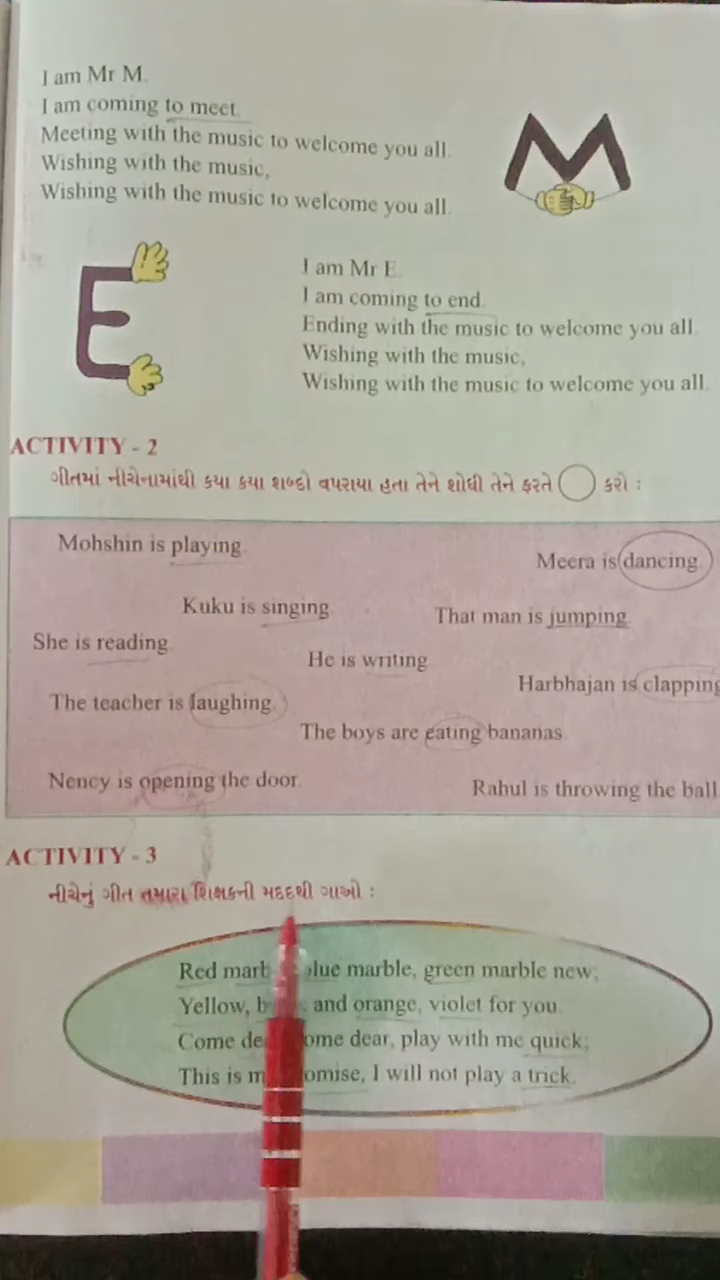 I am Mr M.
I am coming to meet.
Meeting with the music to welcome you all.
Wishing with the music,
Wishing with the music to welcome you all.
M
E
I am Mr E.
I am coming to end.
Ending with the music to welcome you all.
Wishing with the music,
Wishing with the music to welcome you all.
ACTIVITY - 2
ગીતમાં નીચેનામાંથી કયા કયા શબ્દો વપરાયા હતા તેને શોધી તેને ફરતે કરો :
Mohshin is playing.
Meera is dancing.
Kuku is singing.
That man is jumping.
She is reading.
He is writing.
Harbhajan is clapping
The teacher is laughing.
The boys are eating bananas.
Nency is opening the door.
Rahul is throwing the ball
ACTIVITY - 3
નીચેનું ગીત તમારા શિક્ષકની મદદથી ગાઓ :
Red marble, marble, green marble new;
Yellow, and orange, violet for you.
Come dear, play with me quick;
This is I will not play a trick.